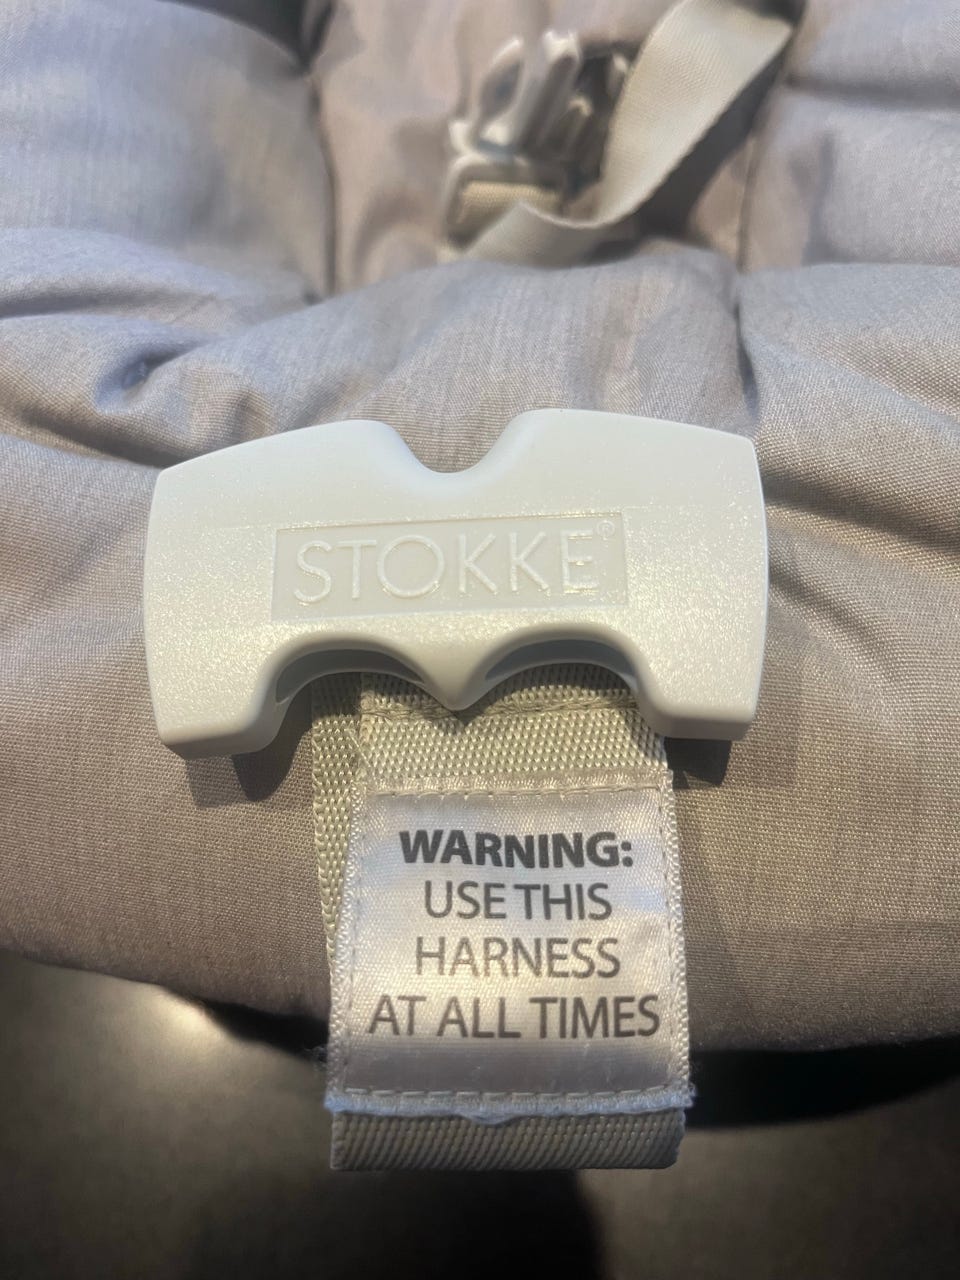 STOKKE®
WARNING:
USE THIS
HARNESS
AT ALL TIMES